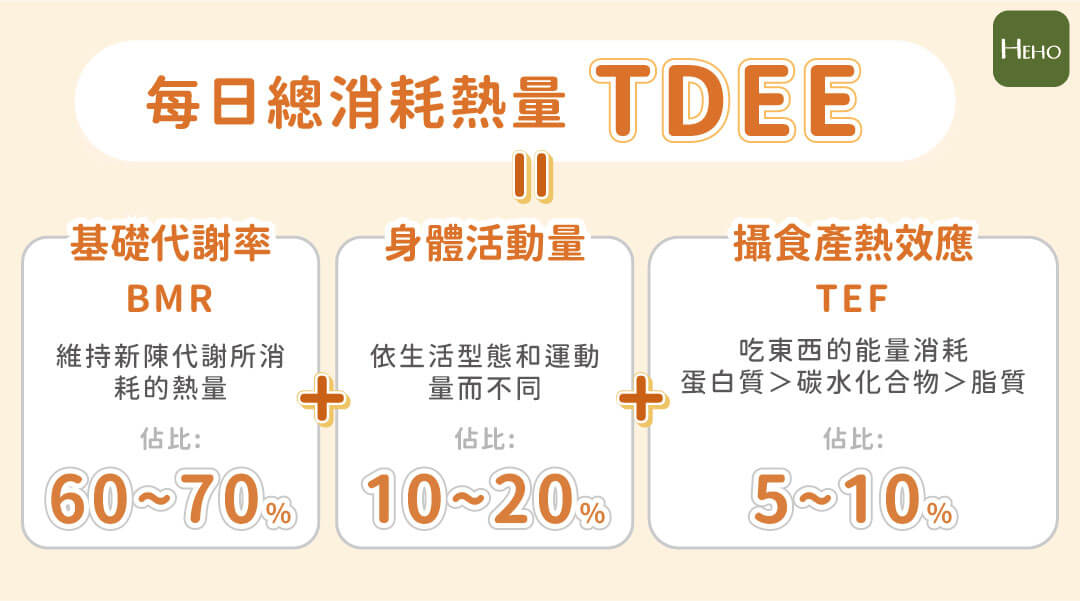 HEHO
每日總消耗熱量 TDEE
=
基礎代謝率
BMR
維持新陳代謝所消
耗的熱量
佔比:
60~70%
+
身體活動量
依生活型態和運動
量而不同
佔比:
10~20%
+
攝食產熱效應
TEF
吃東西的能量消耗
蛋白質＞碳水化合物＞脂質
佔比:
5~10%